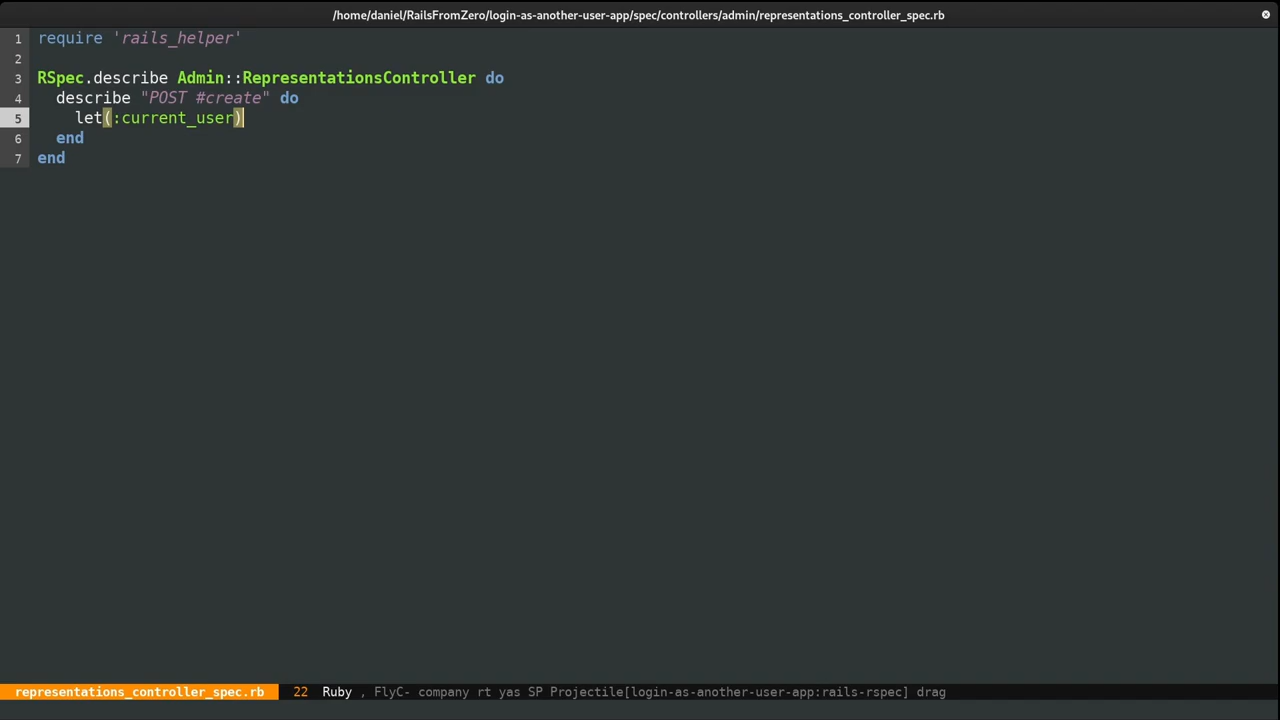 /home/daniel/RailsFromZero/login-as-another-user-app/spec/controllers/admin/representations_controller_spec.rb
1 require 'rails_helper'
2
3 RSpec.describe Admin::RepresentationsController do
4   describe "POST #create" do
5     let(:current_user)
6   end
7 end
representations_controller_spec.rb 22 Ruby , FlyC- company rt yas SP Projectile[login-as-another-user-app:rails-rspec] drag